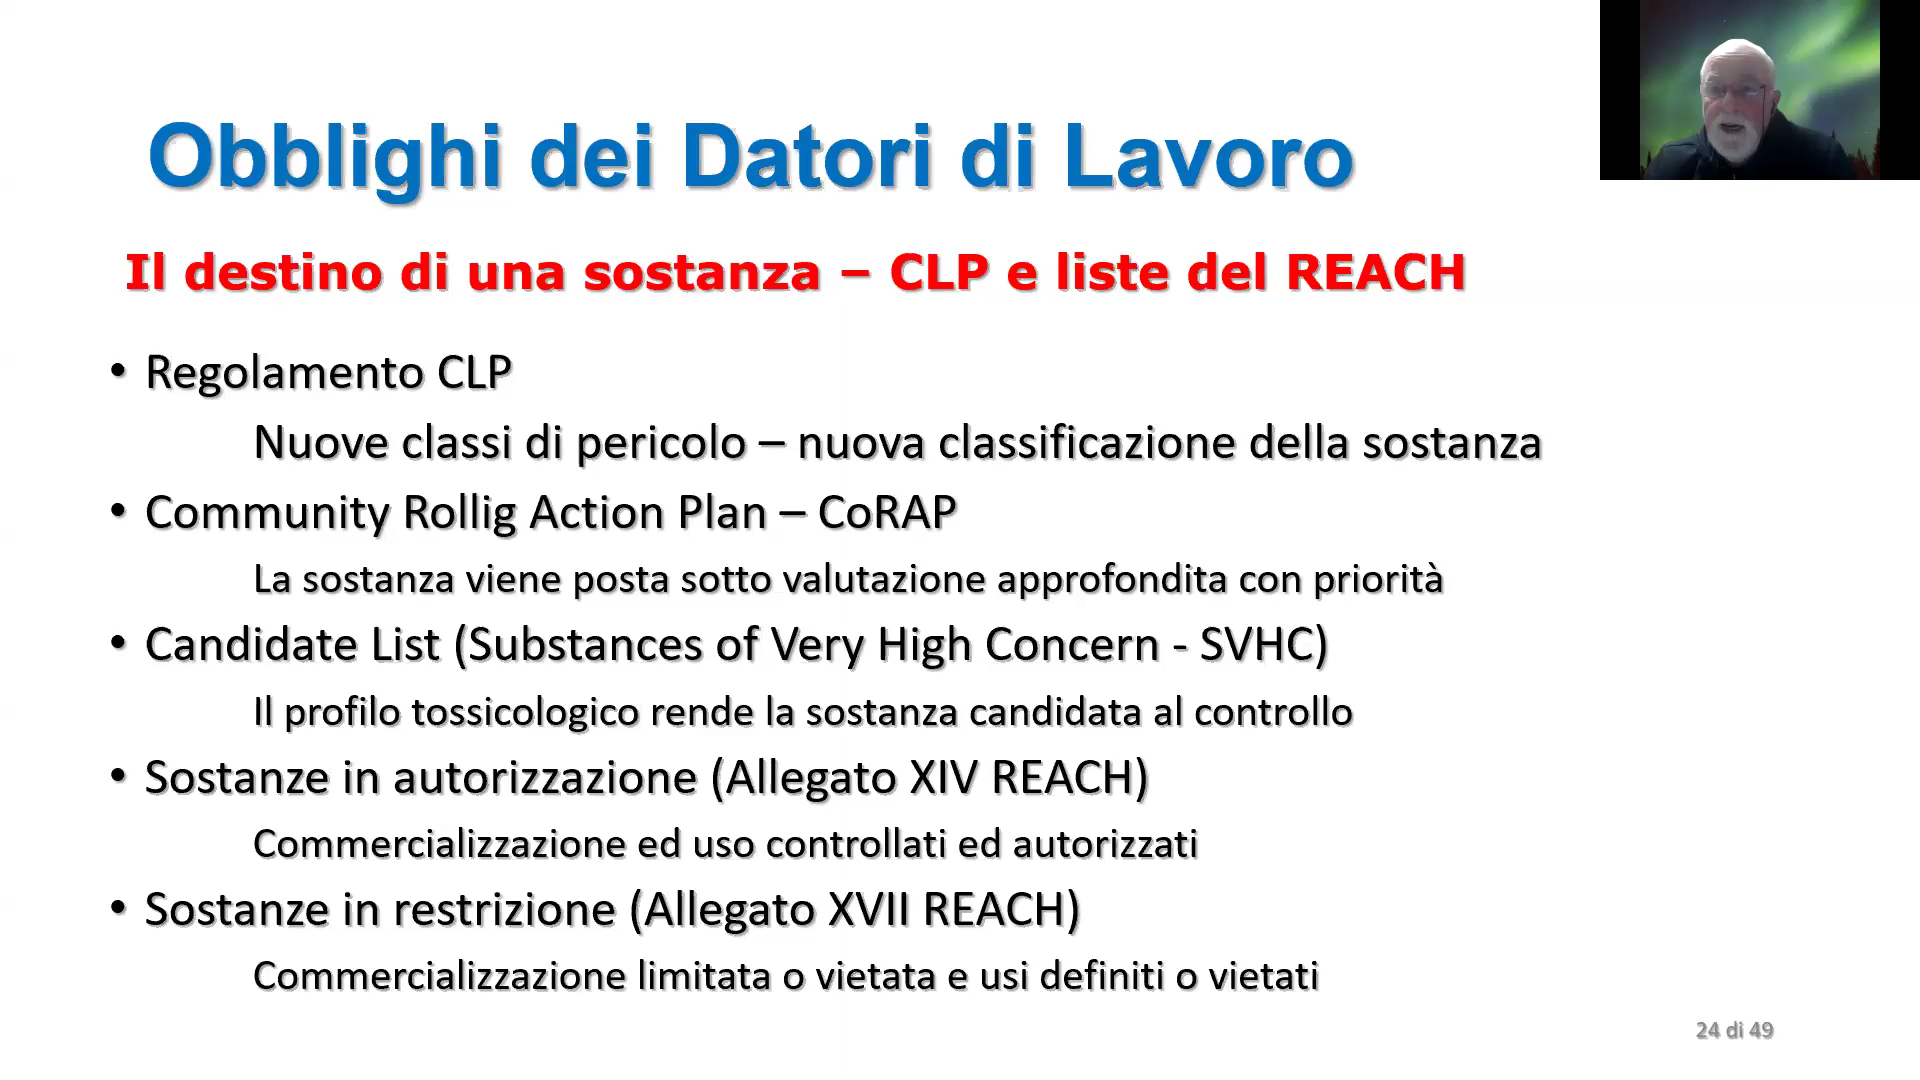 Obblighi dei Datori di Lavoro
Il destino di una sostanza – CLP e liste del REACH
• Regolamento CLP
Nuove classi di pericolo – nuova classificazione della sostanza
• Community Rollig Action Plan – CoRAP
La sostanza viene posta sotto valutazione approfondita con priorità
• Candidate List (Substances of Very High Concern - SVHC)
Il profilo tossicologico rende la sostanza candidata al controllo
• Sostanze in autorizzazione (Allegato XIV REACH)
Commercializzazione ed uso controllati ed autorizzati
• Sostanze in restrizione (Allegato XVII REACH)
Commercializzazione limitata o vietata e usi definiti o vietati
24 di 49